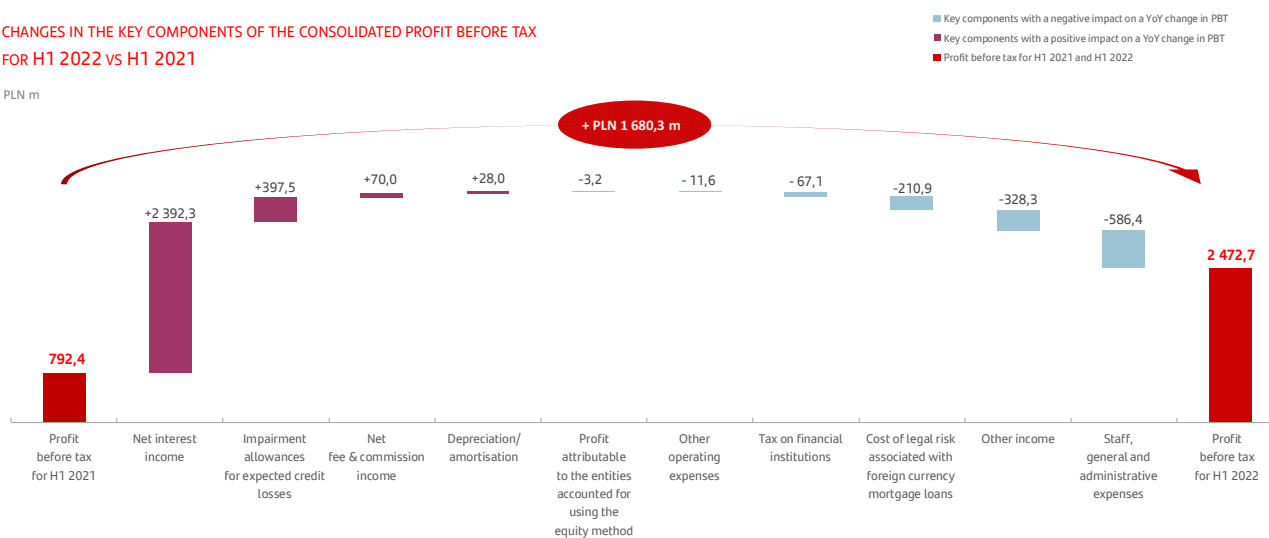 CHANGES IN THE KEY COMPONENTS OF THE CONSOLIDATED PROFIT BEFORE TAX
FOR H1 2022 VS H1 2021
PLN m
Key components with a negative impact on a YoY change in PBT
Key components with a positive impact on a YoY change in PBT
Profit before tax for H1 2021 and H1 2022
+ PLN 1 680,3 m
792,4
+2 392,3
+397,5
+70,0
+28,0
-3,2
- 11,6
- 67,1
-210,9
-328,3
-586,4
2 472,7
Profit
before tax
for H1 2021
Net interest
income
Impairment
allowances
for expected credit
losses
Net
fee & commission
income
Depreciation/
amortisation
Profit
attributable
to the entities
accounted for
using the
equity method
Other
operating
expenses
Tax on financial
institutions
Cost of legal risk
associated with
foreign currency
mortgage loans
Other income
Staff,
general and
administrative
expenses
Profit
before tax
for H1 2022